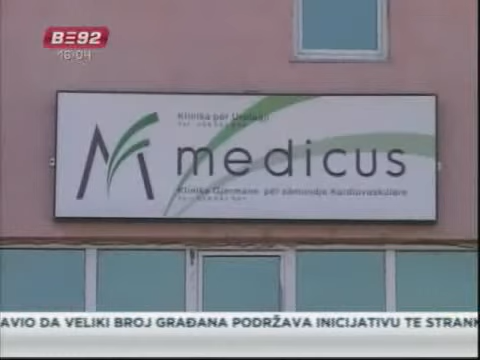 B92
16:04
Klinika për Urologji
medicus
Klinika Gjermane për sëmundje Kardiovaskulare
AVIO DA VELIKI BROJ GRAĐANA PODRŽAVA INICIJATIVU TE STRANK